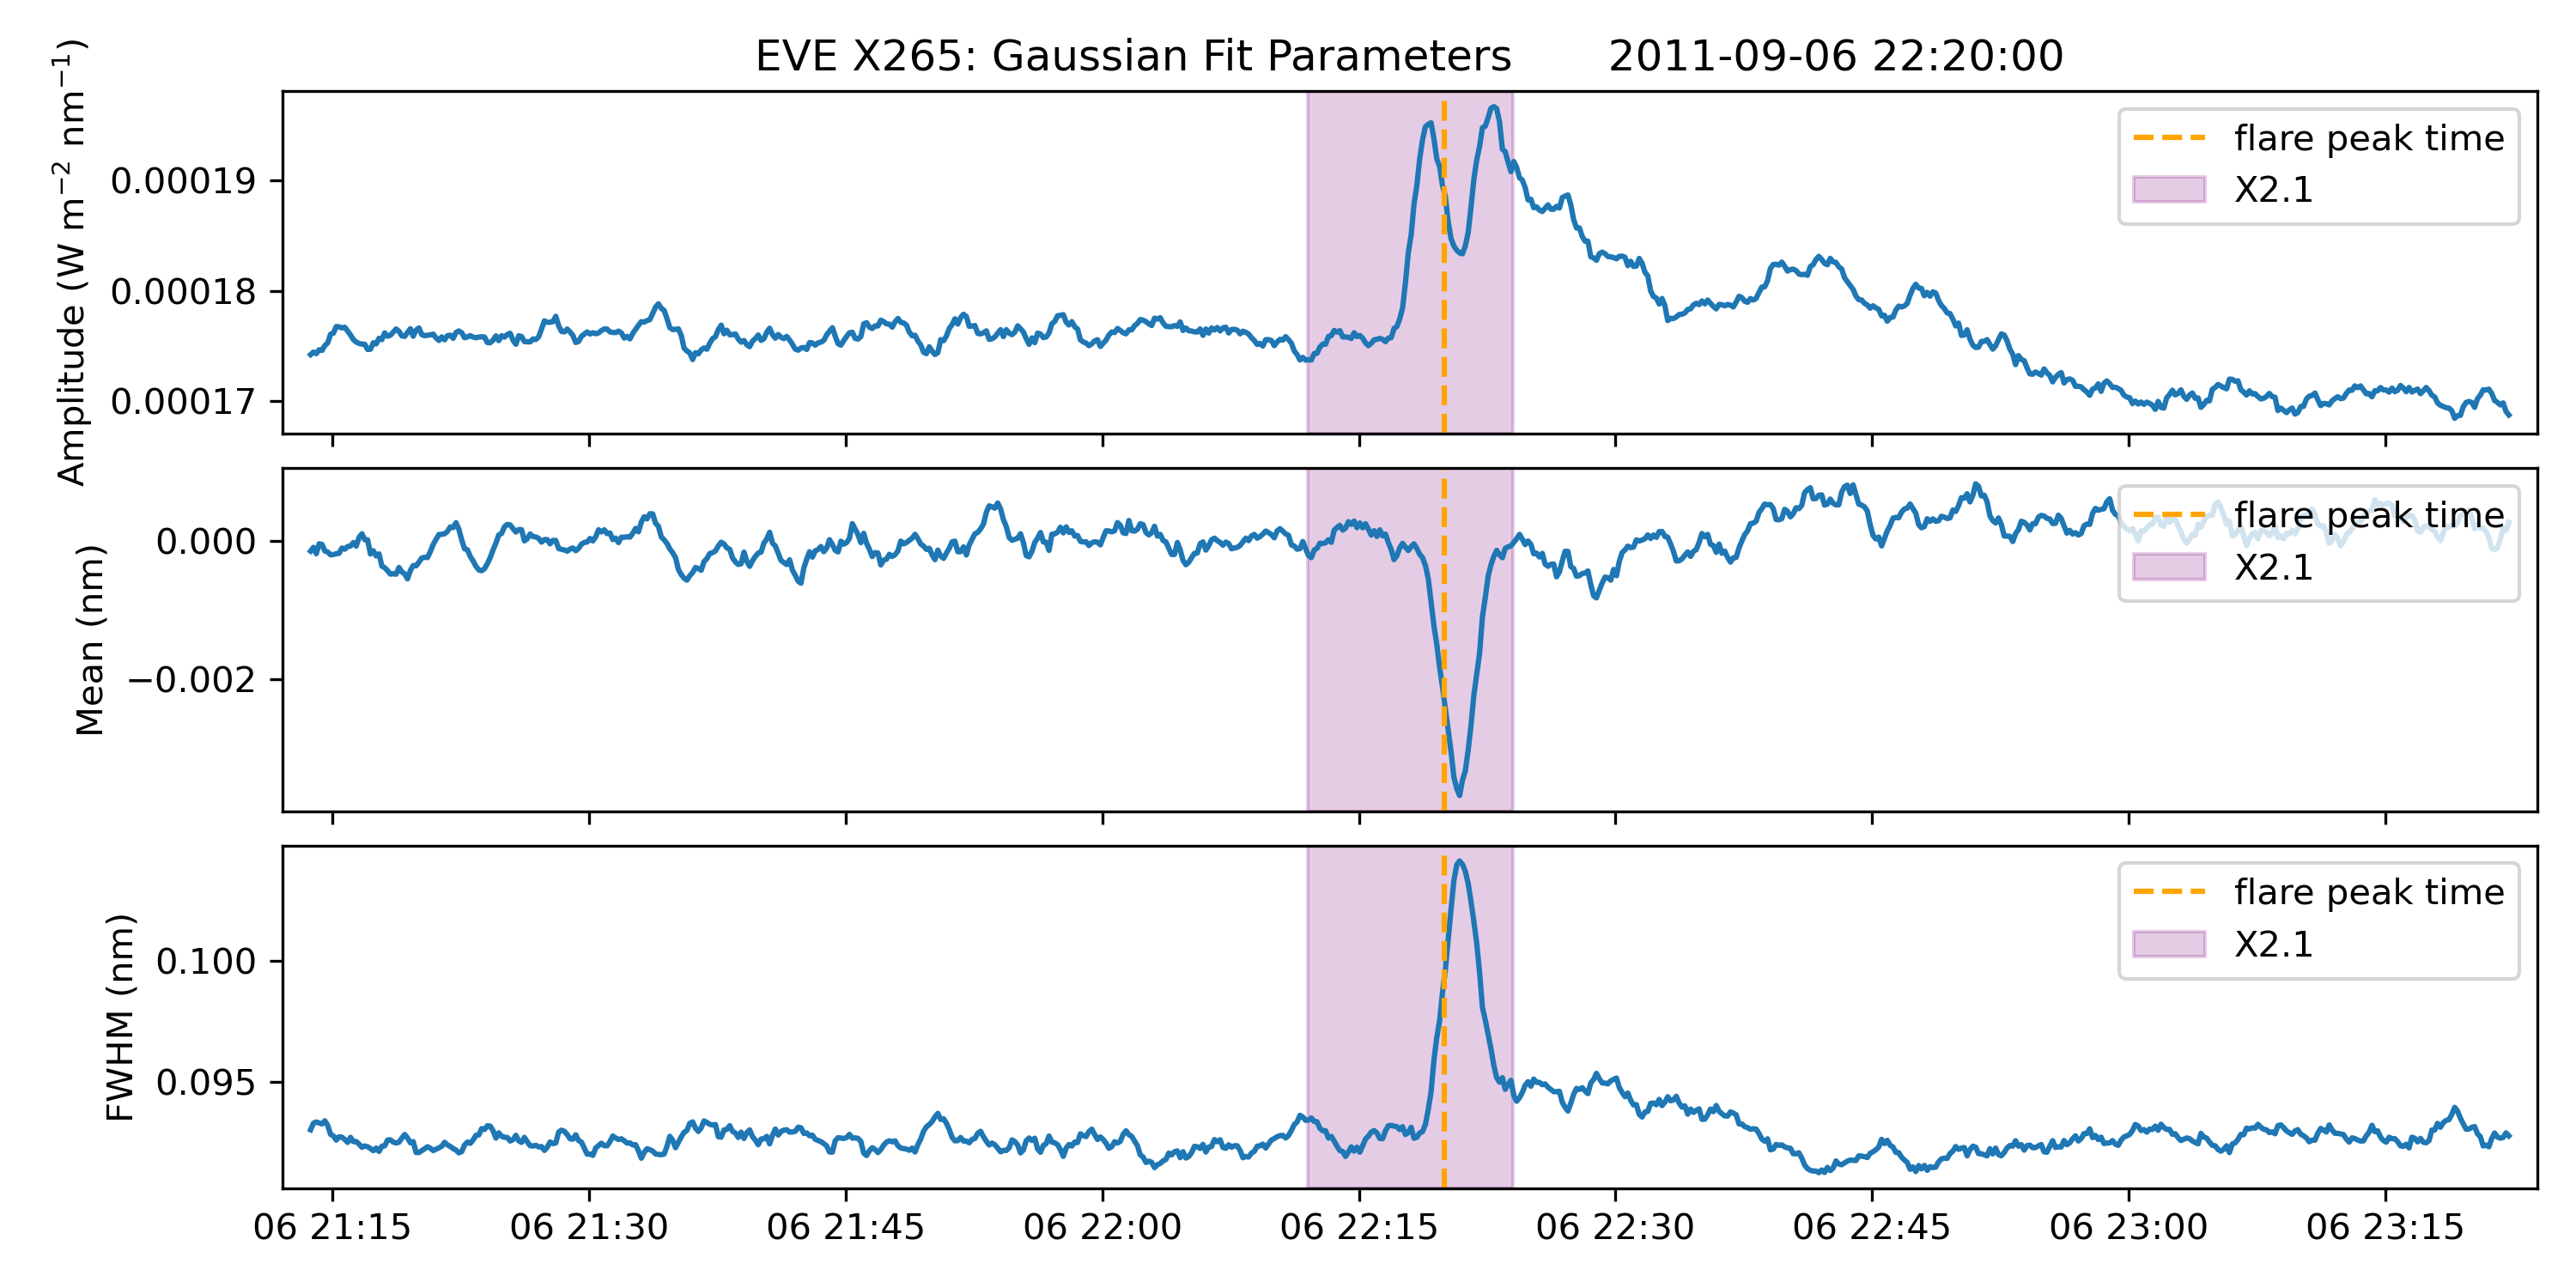 EVE X265: Gaussian Fit Parameters 2011-09-06 22:20:00
Amplitude (W m⁻² nm⁻¹)
0.00019
0.00018
0.00017
flare peak time
X2.1
Mean (nm)
0.000
−0.002
flare peak time
X2.1
FWHM (nm)
0.100
0.095
flare peak time
X2.1
06 21:15 06 21:30 06 21:45 06 22:00 06 22:15 06 22:30 06 22:45 06 23:00 06 23:15